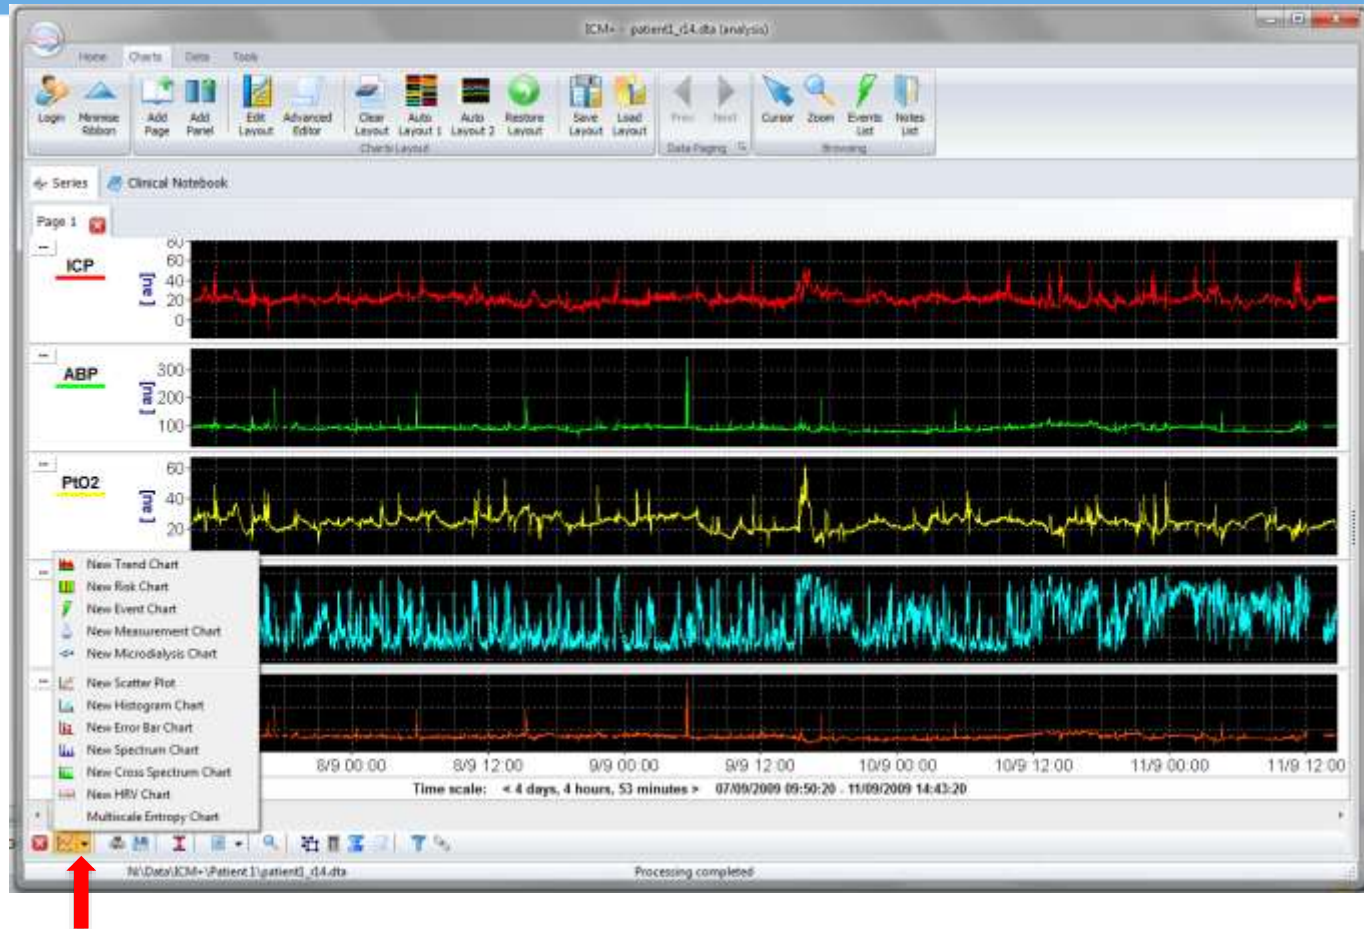 ICM+ - patient1_r14.dta (analysis)
Home Charts Data Tools
Login Minimise Ribbon Add Page Add Panel Edit Layout Advanced Editor Clear Layout Auto Layout 1 Auto Layout 2 Restore Layout Save Layout Load Layout Prev Next Cursor Zoom Events List Notes List
Charts Layout Data Paging Browsing
Series Clinical Notebook
Page 1
ICP
[ au]
80
60
40
20
0
ABP
[ au]
300
200
100
PtO2
[ au]
60
40
20
New Trend Chart
New Risk Chart
New Event Chart
New Measurement Chart
New Microdialysis Chart
New Scatter Plot
New Histogram Chart
New Error Bar Chart
New Spectrum Chart
New Cross Spectrum Chart
New HRV Chart
Multiscale Entropy Chart
8/9 00:00 8/9 12:00 9/9 00:00 9/9 12:00 10/9 00:00 10/9 12:00 11/9 00:00 11/9 12:00
Time scale: < 4 days, 4 hours, 53 minutes > 07/09/2009 09:50:20 - 11/09/2009 14:43:20
N:\Data\ICM+\Patient 1\patient1_r14.dta Processing completed